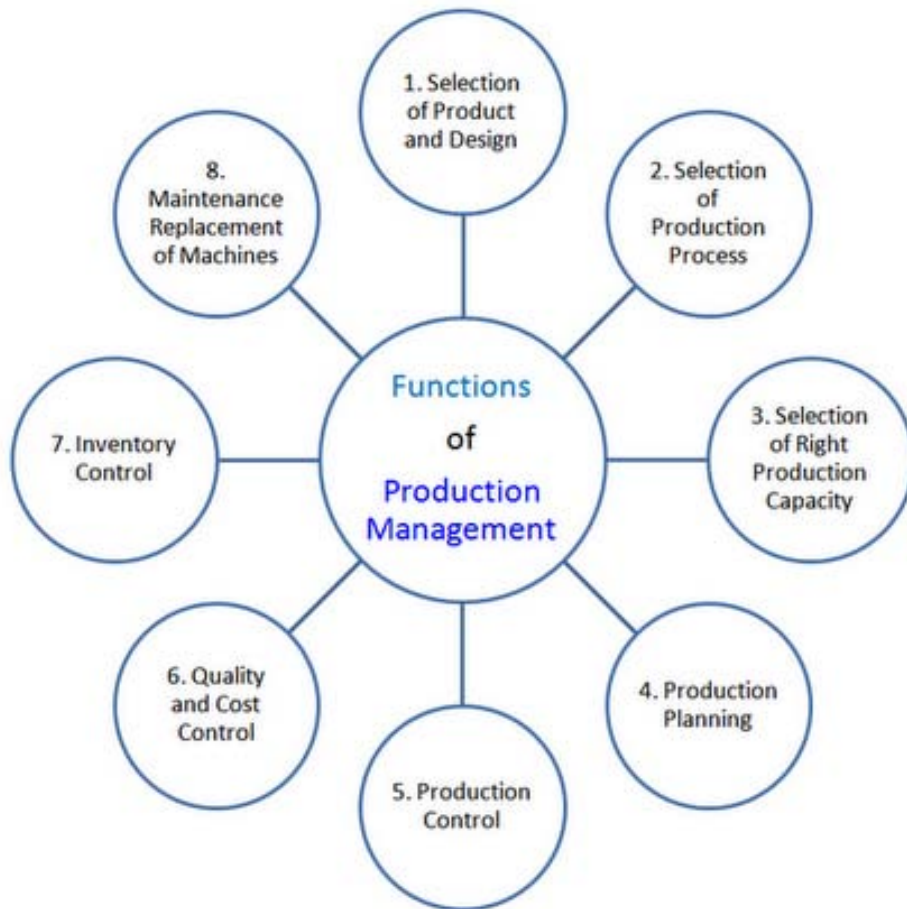 1. Selection
of Product
and Design
2. Selection
of
Production
Process
3. Selection
of Right
Production
Capacity
4. Production
Planning
5. Production
Control
6. Quality
and Cost
Control
7. Inventory
Control
8.
Maintenance
Replacement
of Machines
Functions
of
Production
Management